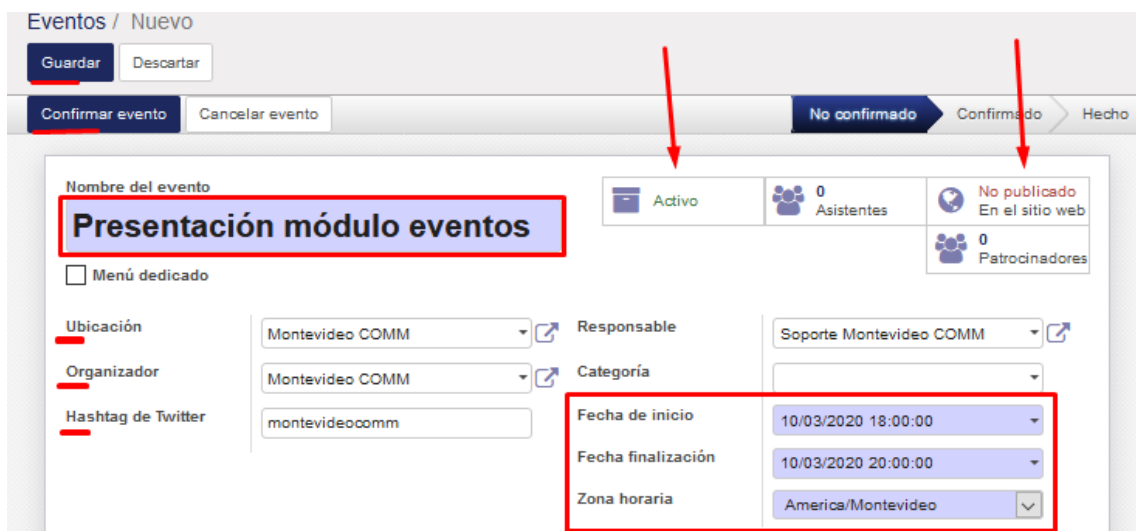 Eventos / Nuevo
Guardar Descartar
Confirmar evento Cancelar evento No confirmado Confirmado Hecho
Nombre del evento
Presentación módulo eventos
Activo
0
Asistentes
No publicado
En el sitio web
0
Patrocinadores
Menú dedicado
Ubicación Montevideo COMM
Responsable Soporte Montevideo COMM
Organizador Montevideo COMM
Categoría
Hashtag de Twitter montevideocomm
Fecha de inicio 10/03/2020 18:00:00
Fecha finalización 10/03/2020 20:00:00
Zona horaria America/Montevideo